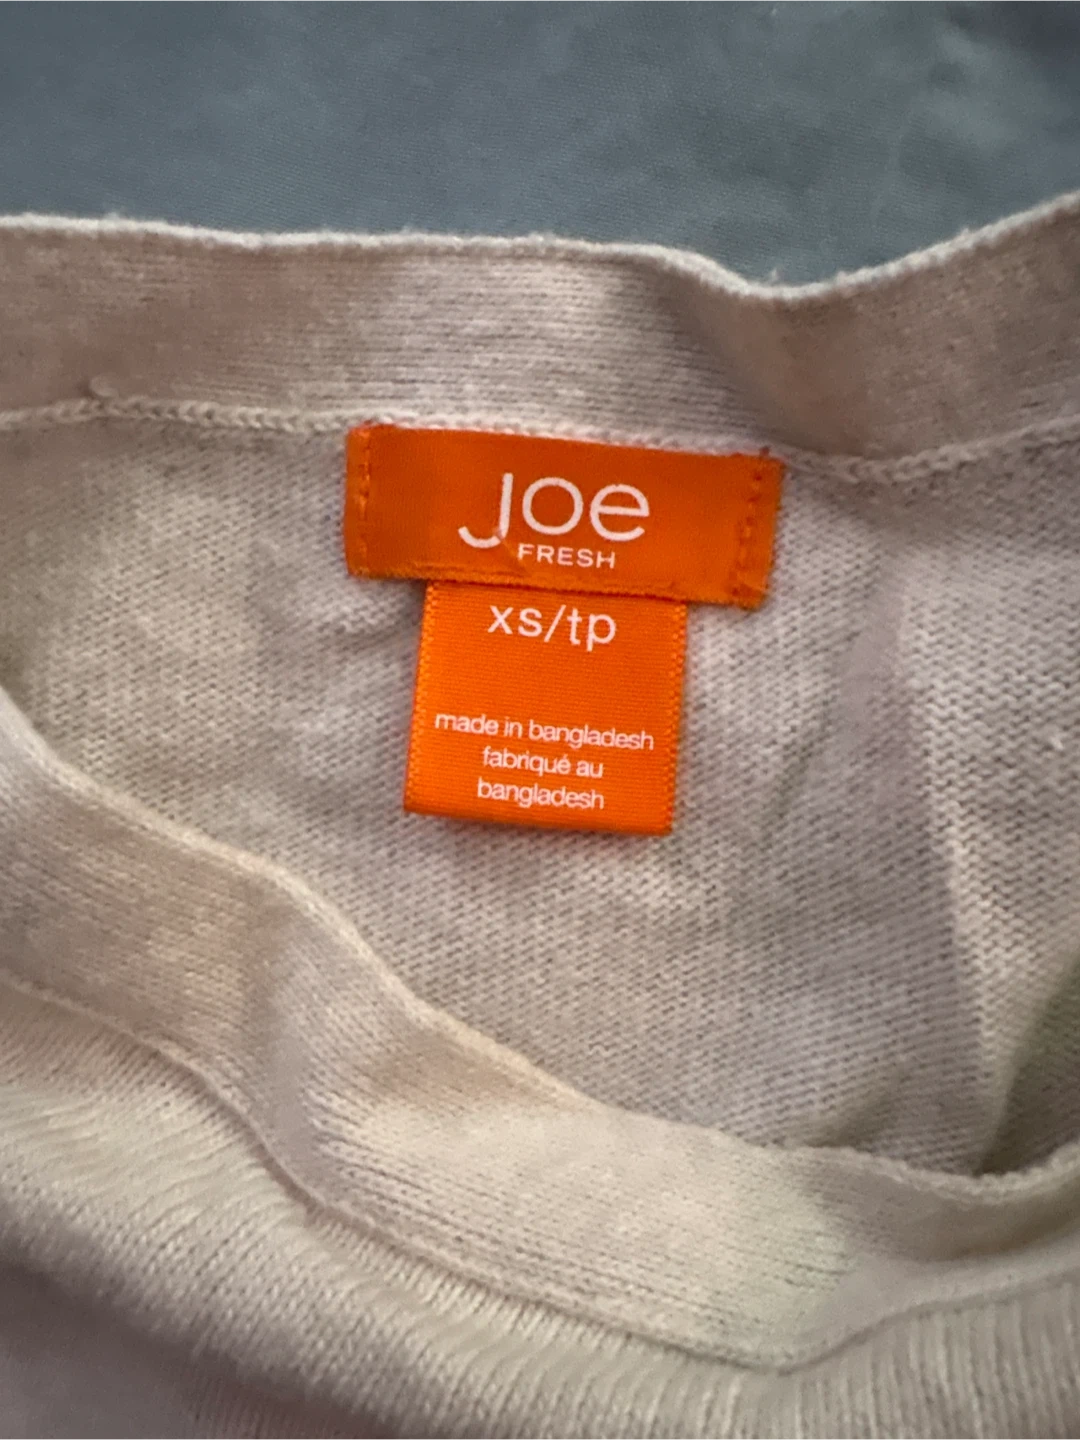 Joe
FRESH
xs/tp
made in bangladesh
fabriqué au
bangladesh